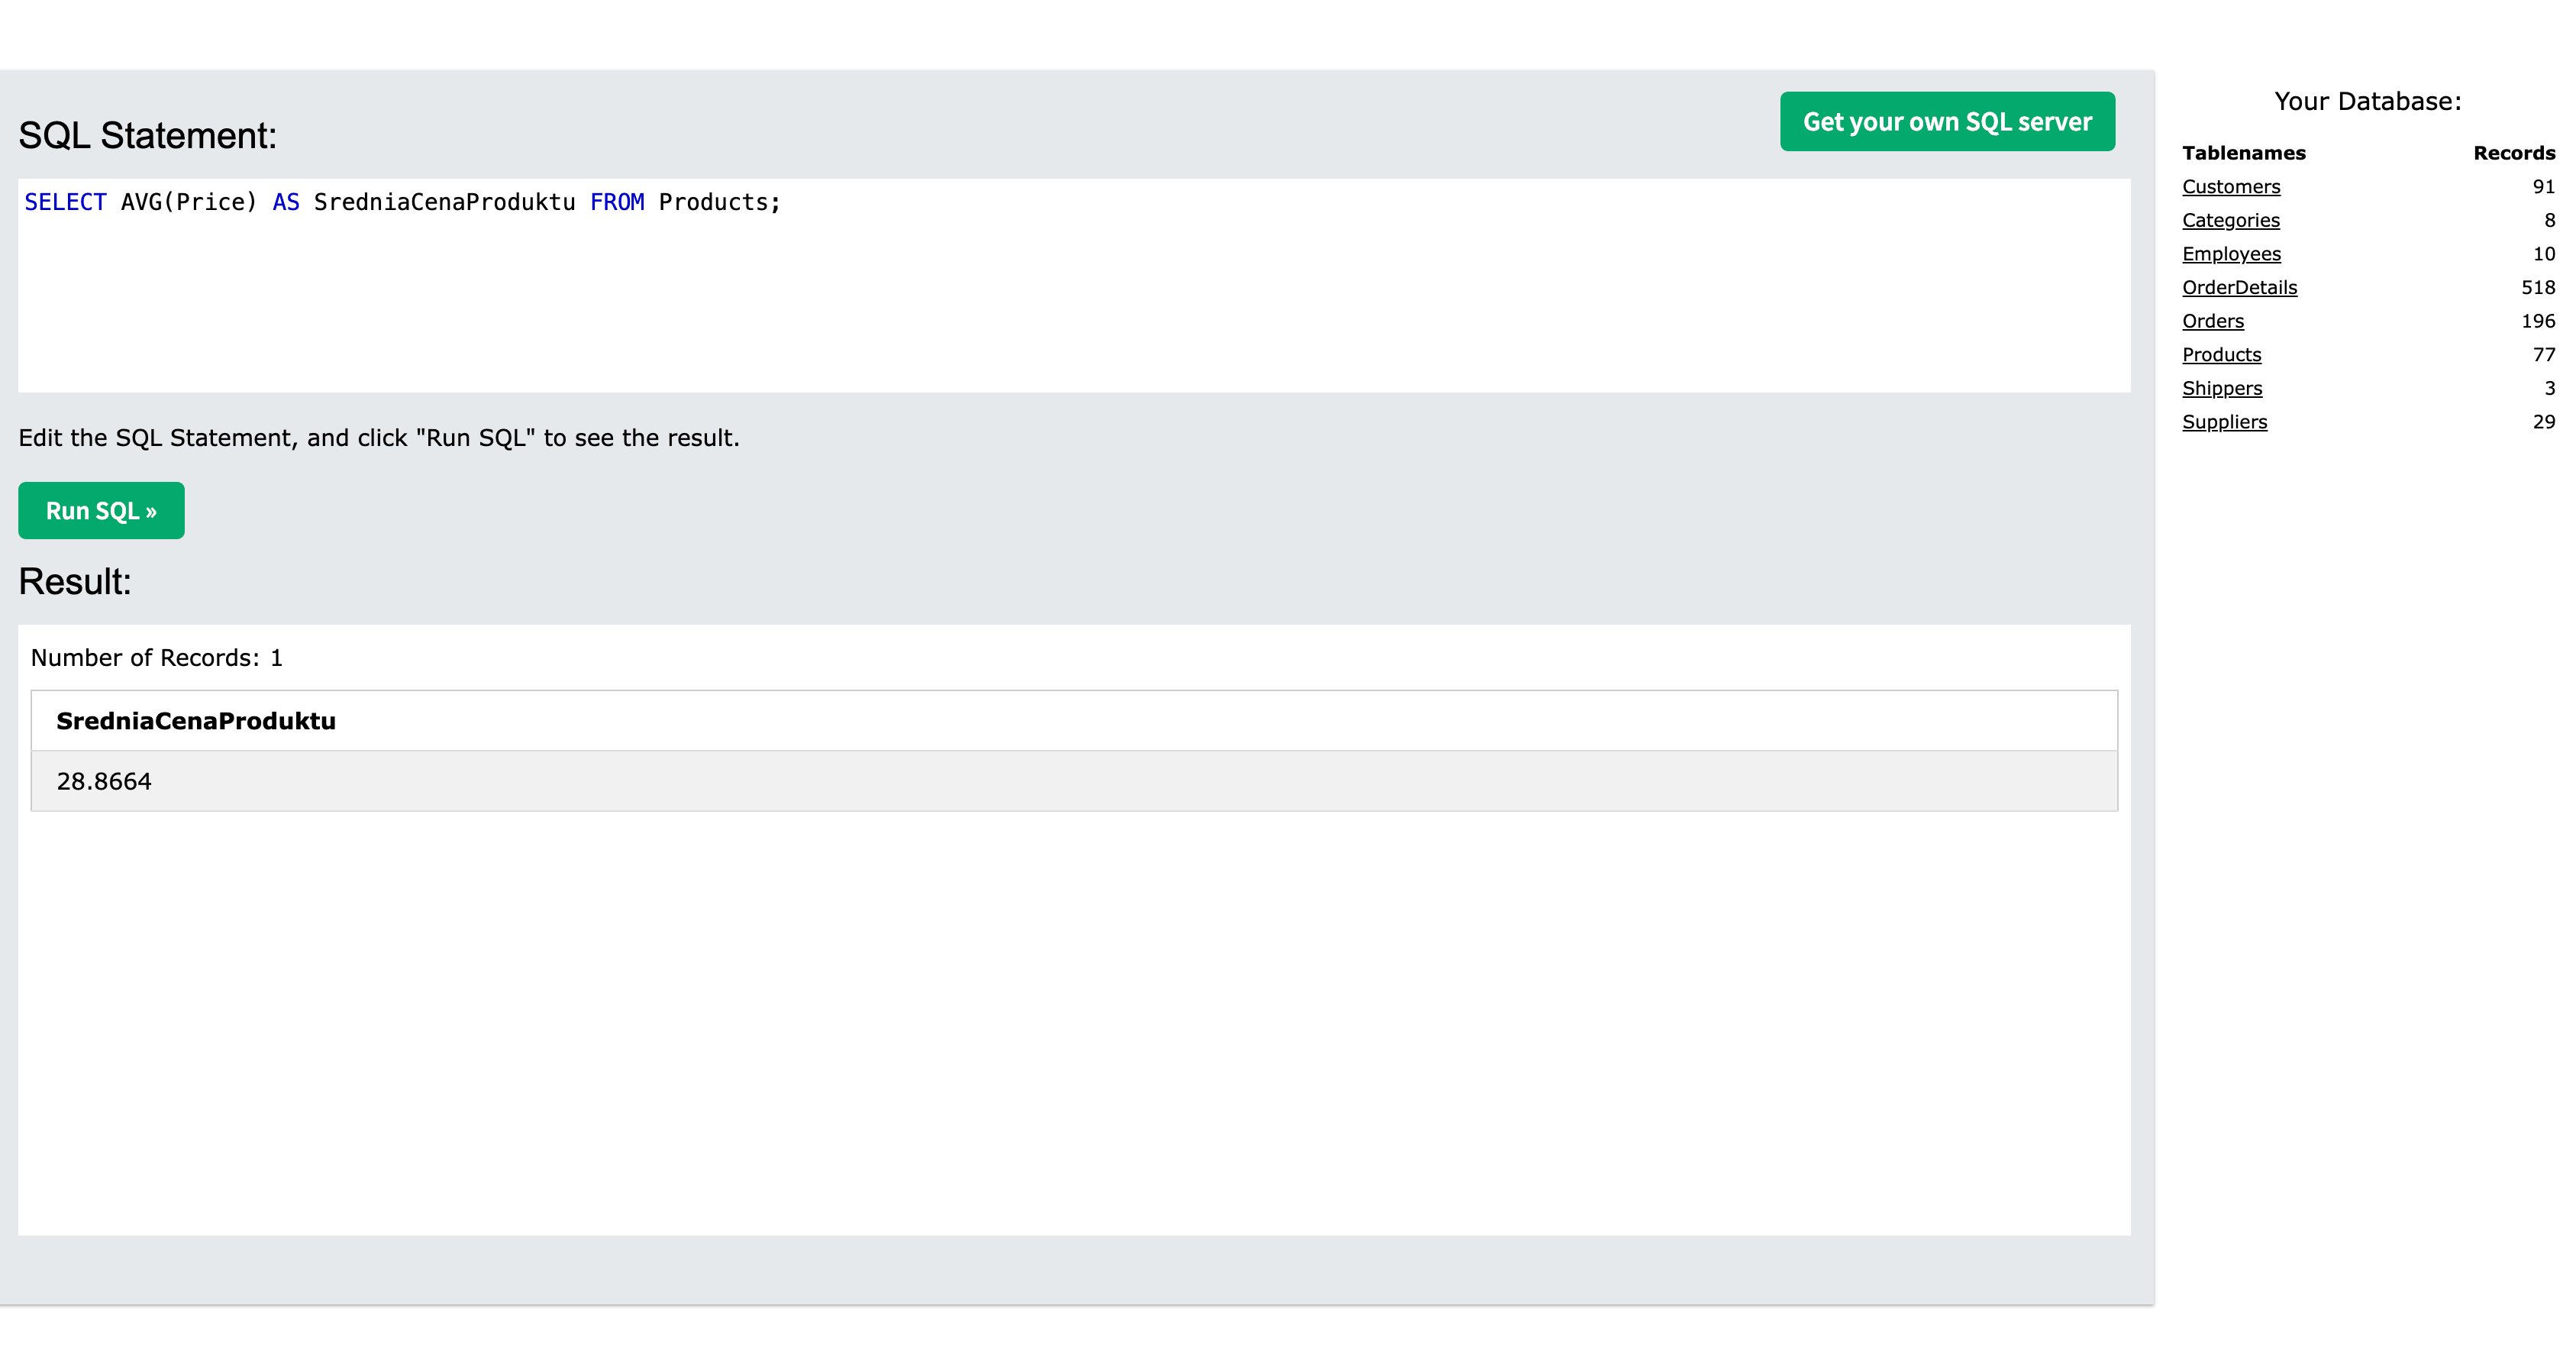 SQL Statement:
Get your own SQL server
SELECT AVG(Price) AS SredniaCenaProduktu FROM Products;
Edit the SQL Statement, and click "Run SQL" to see the result.
Run SQL »
Result:
Number of Records: 1
SredniaCenaProduktu
28.8664
Your Database:
Tablenames Records
Customers 91
Categories 8
Employees 10
OrderDetails 518
Orders 196
Products 77
Shippers 3
Suppliers 29